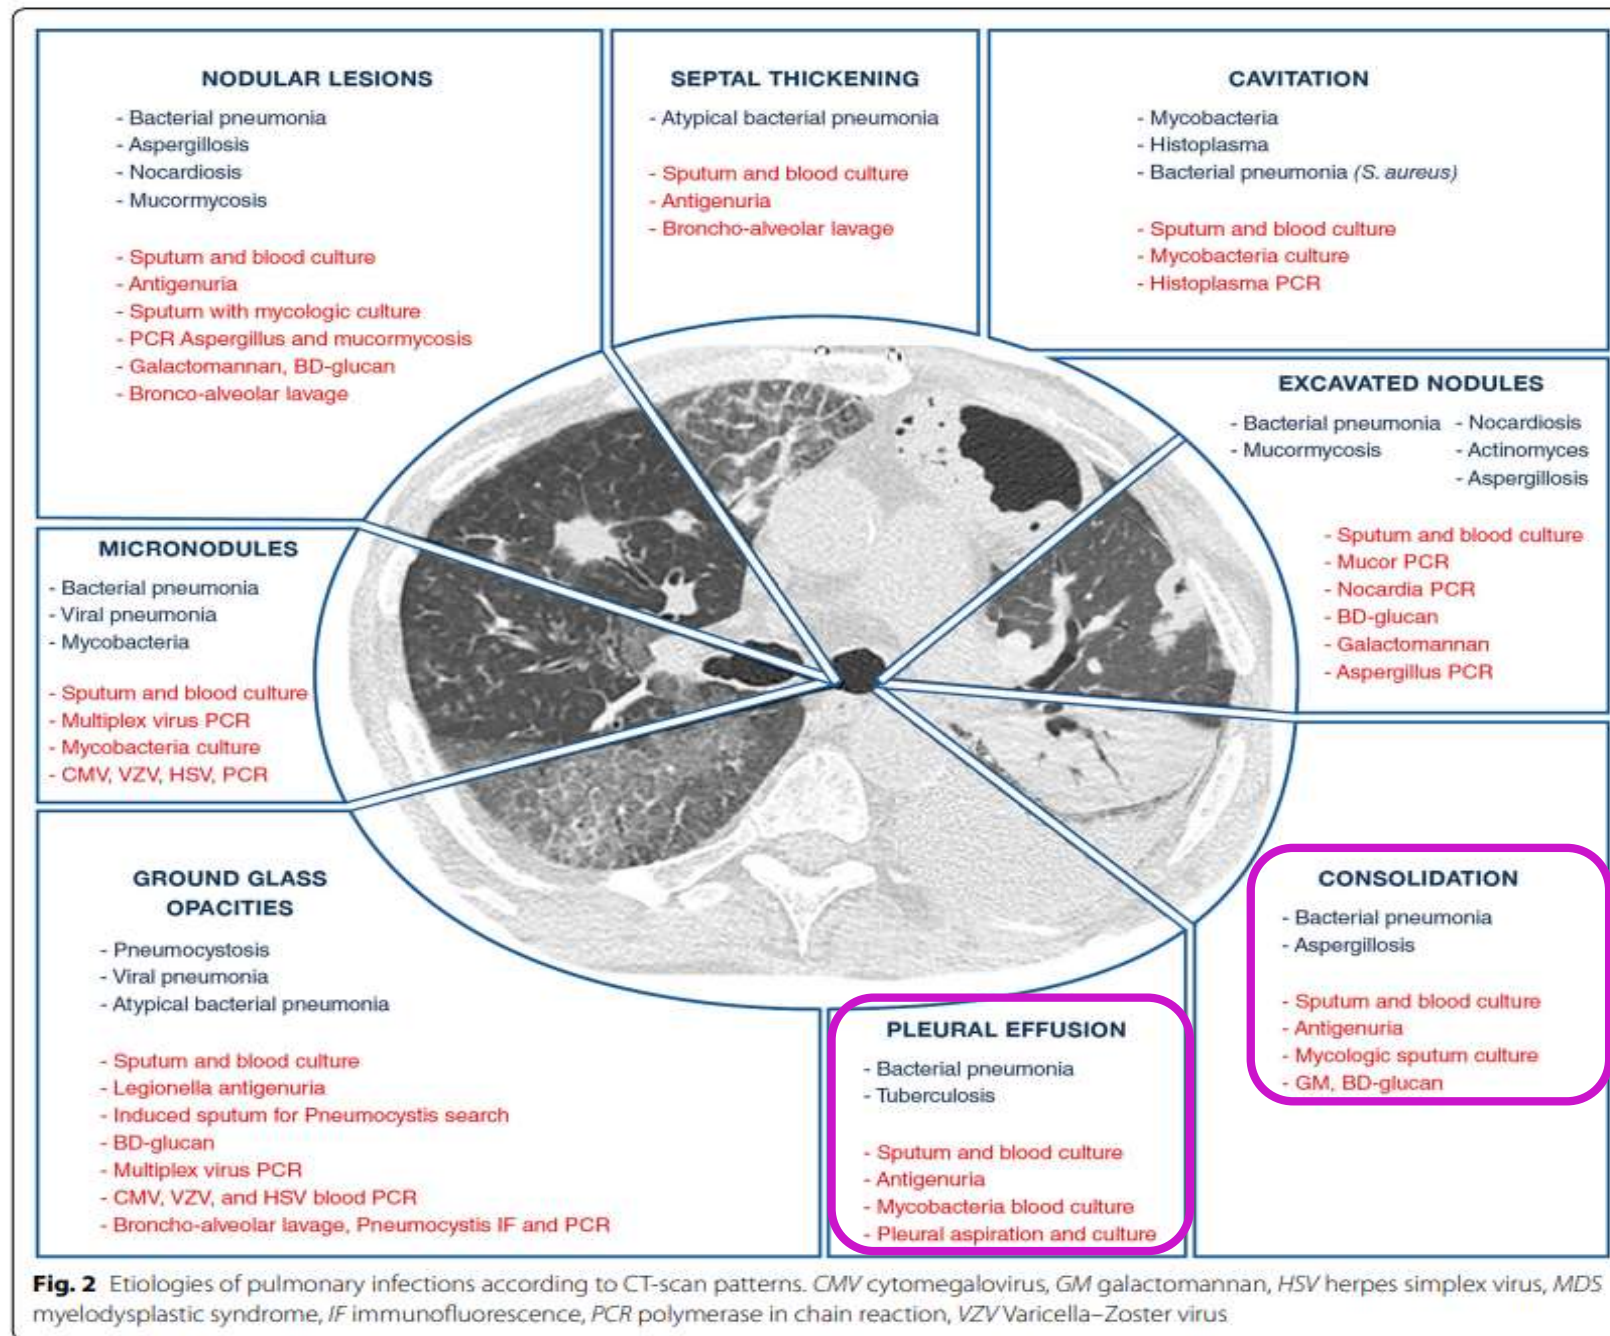 NODULAR LESIONS
- Bacterial pneumonia
- Aspergillosis
- Nocardiosis
- Mucormycosis
- Sputum and blood culture
- Antigenuria
- Sputum with mycologic culture
- PCR Aspergillus and mucormycosis
- Galactomannan, BD-glucan
- Bronco-alveolar lavage
SEPTAL THICKENING
- Atypical bacterial pneumonia
- Sputum and blood culture
- Antigenuria
- Broncho-alveolar lavage
CAVITATION
- Mycobacteria
- Histoplasma
- Bacterial pneumonia (S. aureus)
- Sputum and blood culture
- Mycobacteria culture
- Histoplasma PCR
EXCAVATED NODULES
- Bacterial pneumonia - Nocardiosis
- Mucormycosis - Actinomyces
- Aspergillosis
- Sputum and blood culture
- Mucor PCR
- Nocardia PCR
- BD-glucan
- Galactomannan
- Aspergillus PCR
MICRONODULES
- Bacterial pneumonia
- Viral pneumonia
- Mycobacteria
- Sputum and blood culture
- Multiplex virus PCR
- Mycobacteria culture
- CMV, VZV, HSV, PCR
GROUND GLASS
OPACITIES
- Pneumocystosis
- Viral pneumonia
- Atypical bacterial pneumonia
- Sputum and blood culture
- Legionella antigenuria
- Induced sputum for Pneumocystis search
- BD-glucan
- Multiplex virus PCR
- CMV, VZV, and HSV blood PCR
- Broncho-alveolar lavage, Pneumocystis IF and PCR
PLEURAL EFFUSION
- Bacterial pneumonia
- Tuberculosis
- Sputum and blood culture
- Antigenuria
- Mycobacteria blood culture
- Pleural aspiration and culture
CONSOLIDATION
- Bacterial pneumonia
- Aspergillosis
- Sputum and blood culture
- Antigenuria
- Mycologic sputum culture
- GM, BD-glucan
Fig. 2 Etiologies of pulmonary infections according to CT-scan patterns. CMV cytomegalovirus, GM galactomannan, HSV herpes simplex virus, MDS
myelodysplastic syndrome, IF immunofluorescence, PCR polymerase in chain reaction, VZV Varicella–Zoster virus